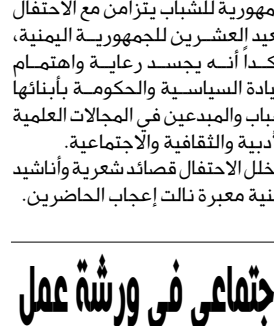 مهورية للشباب يتزامن مع الاحتفال
عيد العشرين للجمهورية اليمنية،
كداً أنه يجسد رعاية واهتمام
يادة السياسية والحكومة بأبنائها
باب والمبدعين في المجالات العلمية
أدبية والثقافية والاجتماعية.
خلل الاحتفال قصائد شعرية وأناشيد
نية معبرة نالت إعجاب الحاضرين.
جتماعي في ورشة عمل